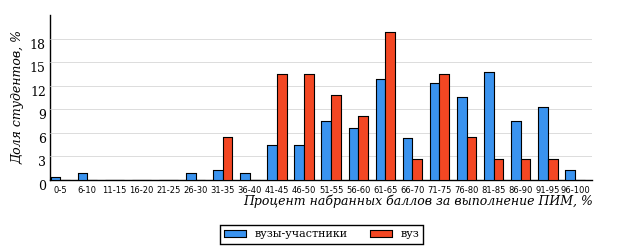 Доля студентов, %
18
15
12
9
6
3
0
0-5 6-10 11-15 16-20 21-25 26-30 31-35 36-40 41-45 46-50 51-55 56-60 61-65 66-70 71-75 76-80 81-85 86-90 91-95 96-100
Процент набранных баллов за выполнение ПИМ, %
вузы-участники вуз